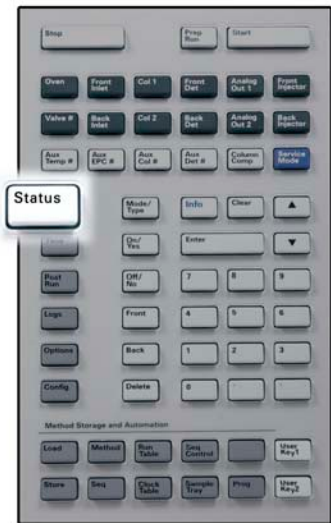 Stop Prep Run Start
Oven Front Inlet Col 1 Front Det Analog Out 1 Front Injector
Valve # Back Inlet Col 2 Back Det Analog Out 2 Back Injector
Aux Temp # Aux EPC # Aux Col # Aux Det # Column Comp Service Mode
Status Mode/Type Info Clear
On/Yes Enter
Post Run Off/No 7 8 9
Logs Front 4 5 6
Options Back 1 2 3
Config Delete 0
Method Storage and Automation
Load Method Run Table Seq Control User Key1
Store Seq Clock Table Sample Tray Prog User Key2